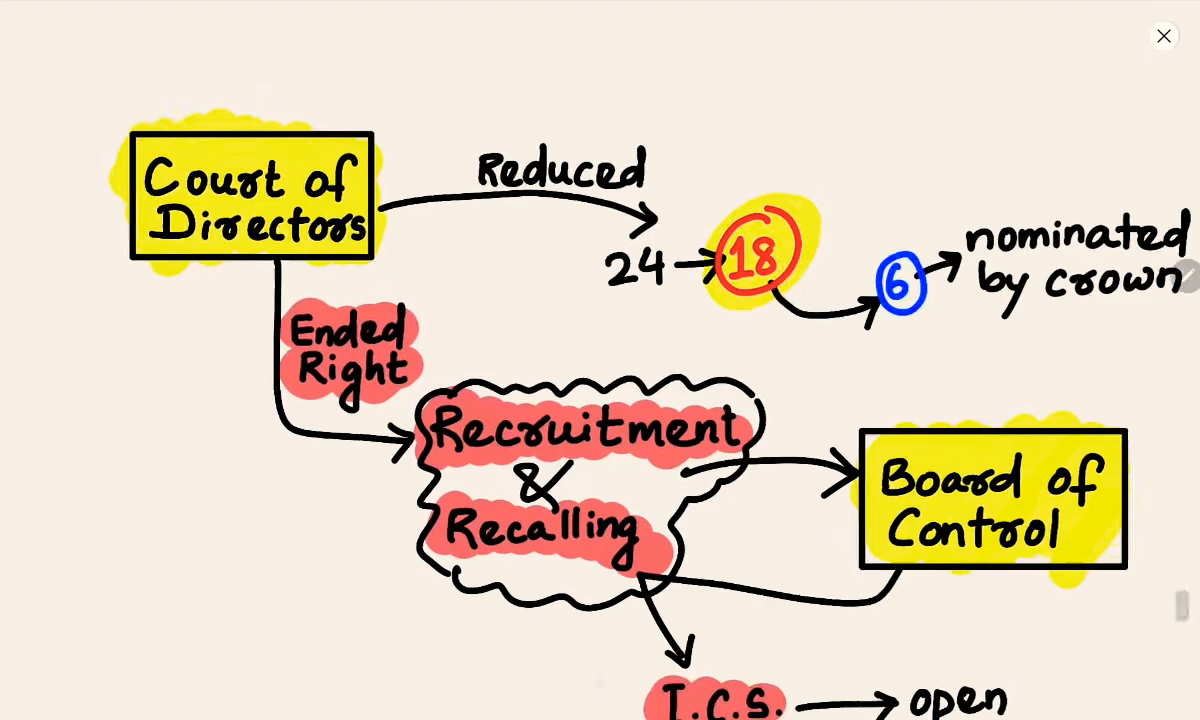 Court of
Directors
Reduced
24 → 18
6
nominated
by crown
Ended
Right
Recruitment
&
Recalling
Board of
Control
I.C.S. → open